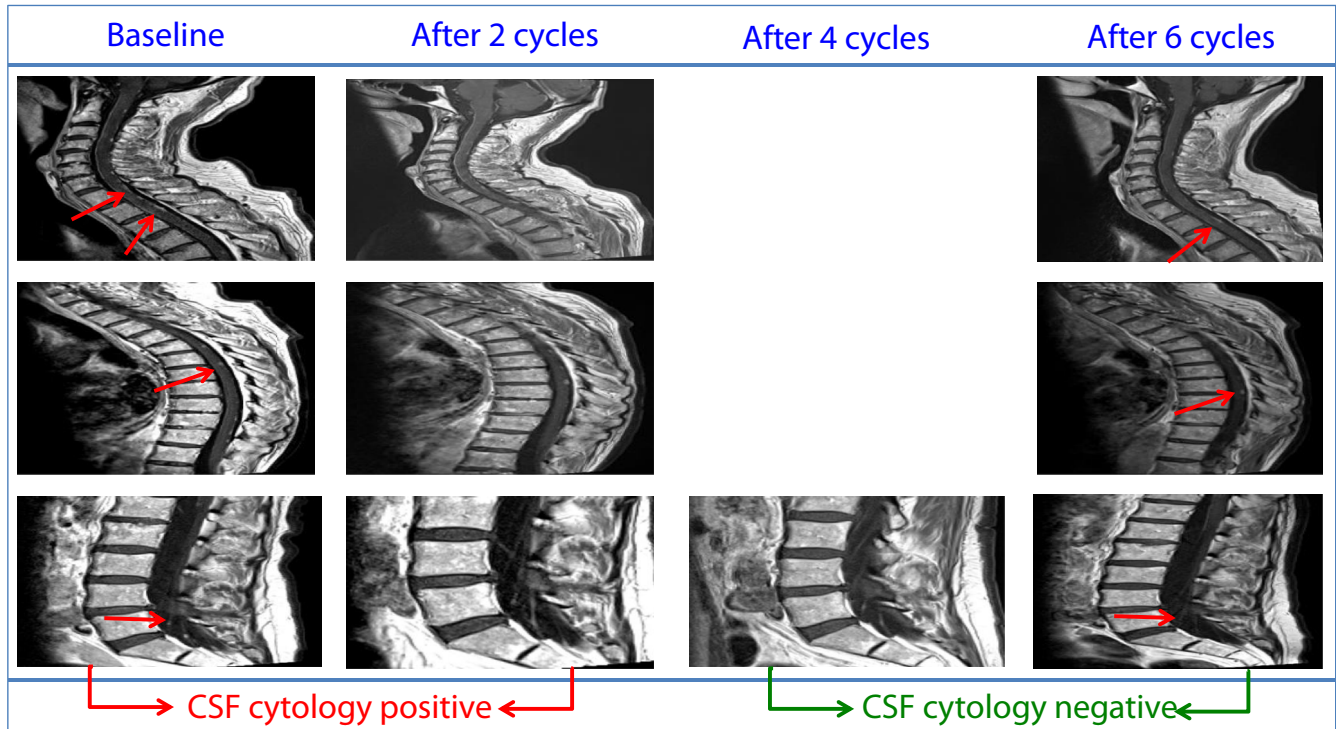 Baseline
After 2 cycles
After 4 cycles
After 6 cycles
CSF cytology positive
CSF cytology negative